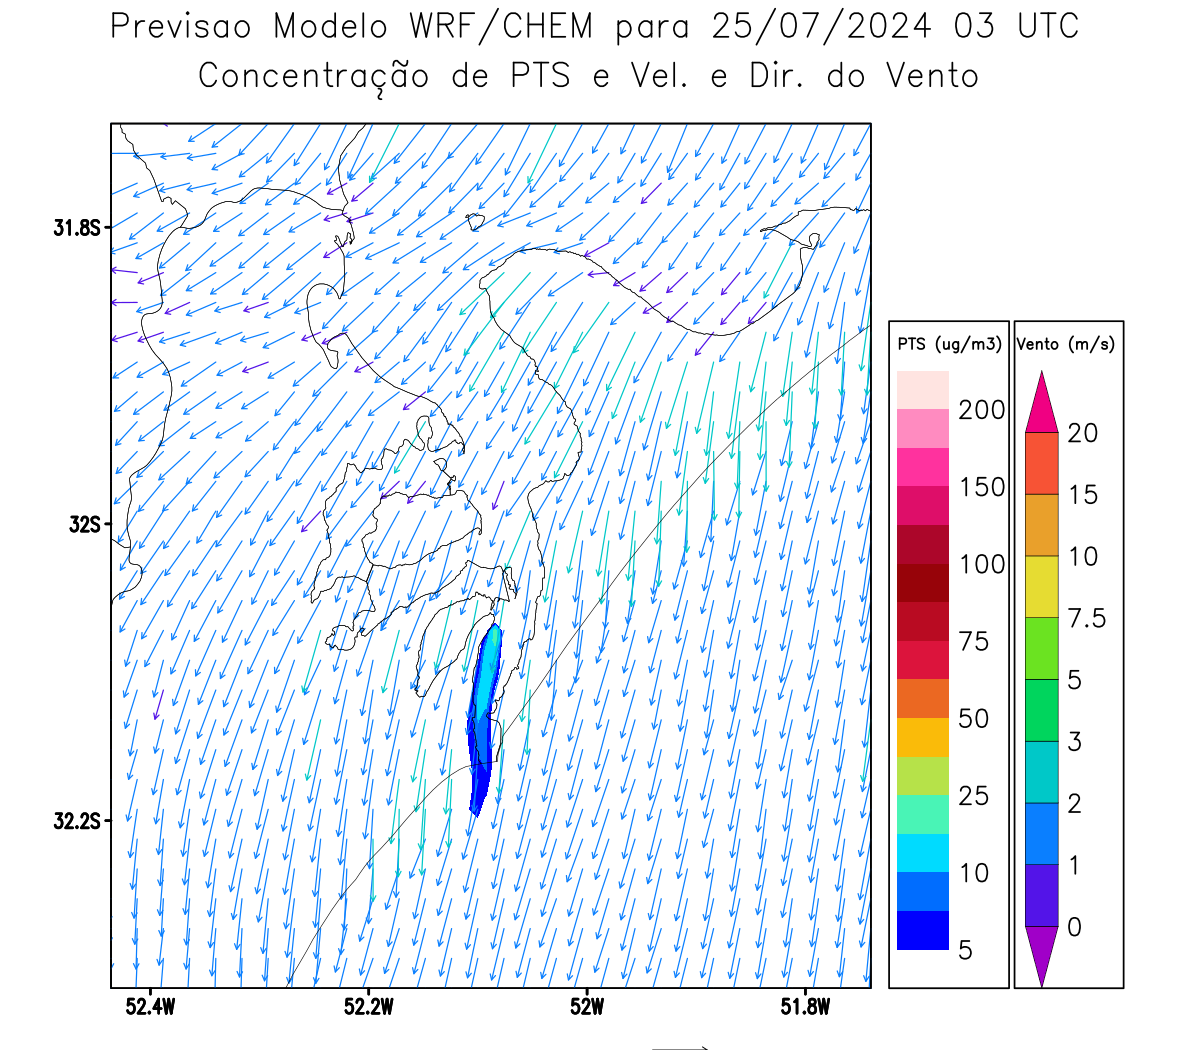 Previsao Modelo WRF/CHEM para 25/07/2024 03 UTC
Concentração de PTS e Vel. e Dir. do Vento
31.8S
32S
32.2S
52.4W
52.2W
52W
51.8W
PTS (ug/m3)
200
150
100
75
50
25
10
5
Vento (m/s)
20
15
10
7.5
5
3
2
1
0